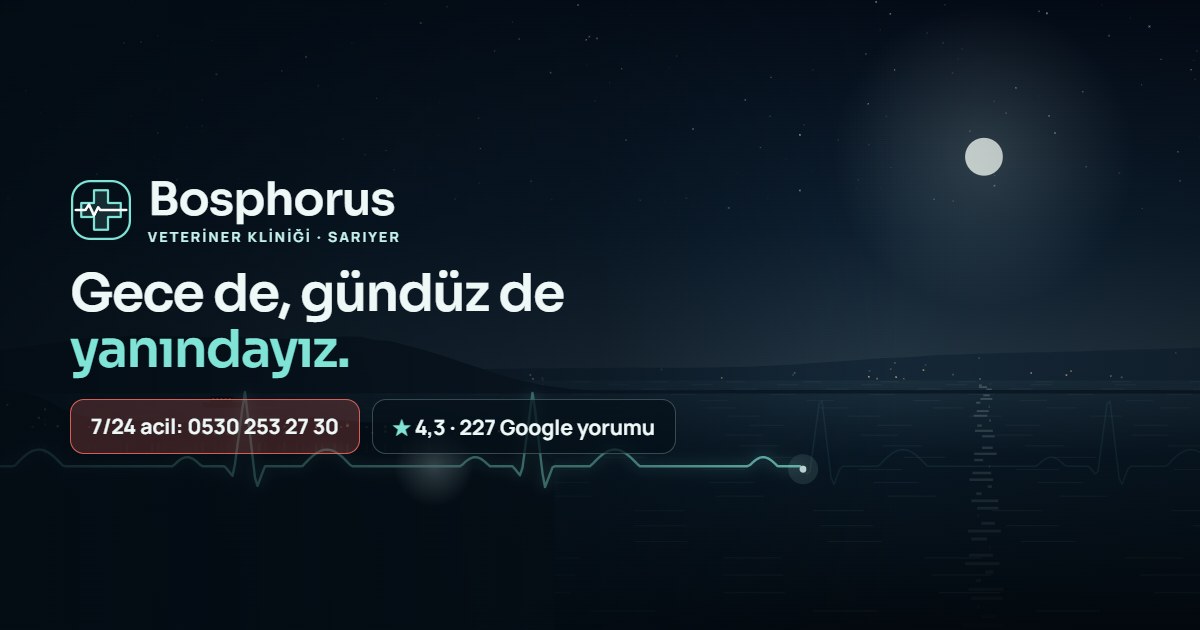 Bosphorus
VETERİNER KLİNİĞİ · SARIYER
Gece de, gündüz de
yanındayız.
7/24 acil: 0530 253 27 30
★ 4,3 · 227 Google yorumu